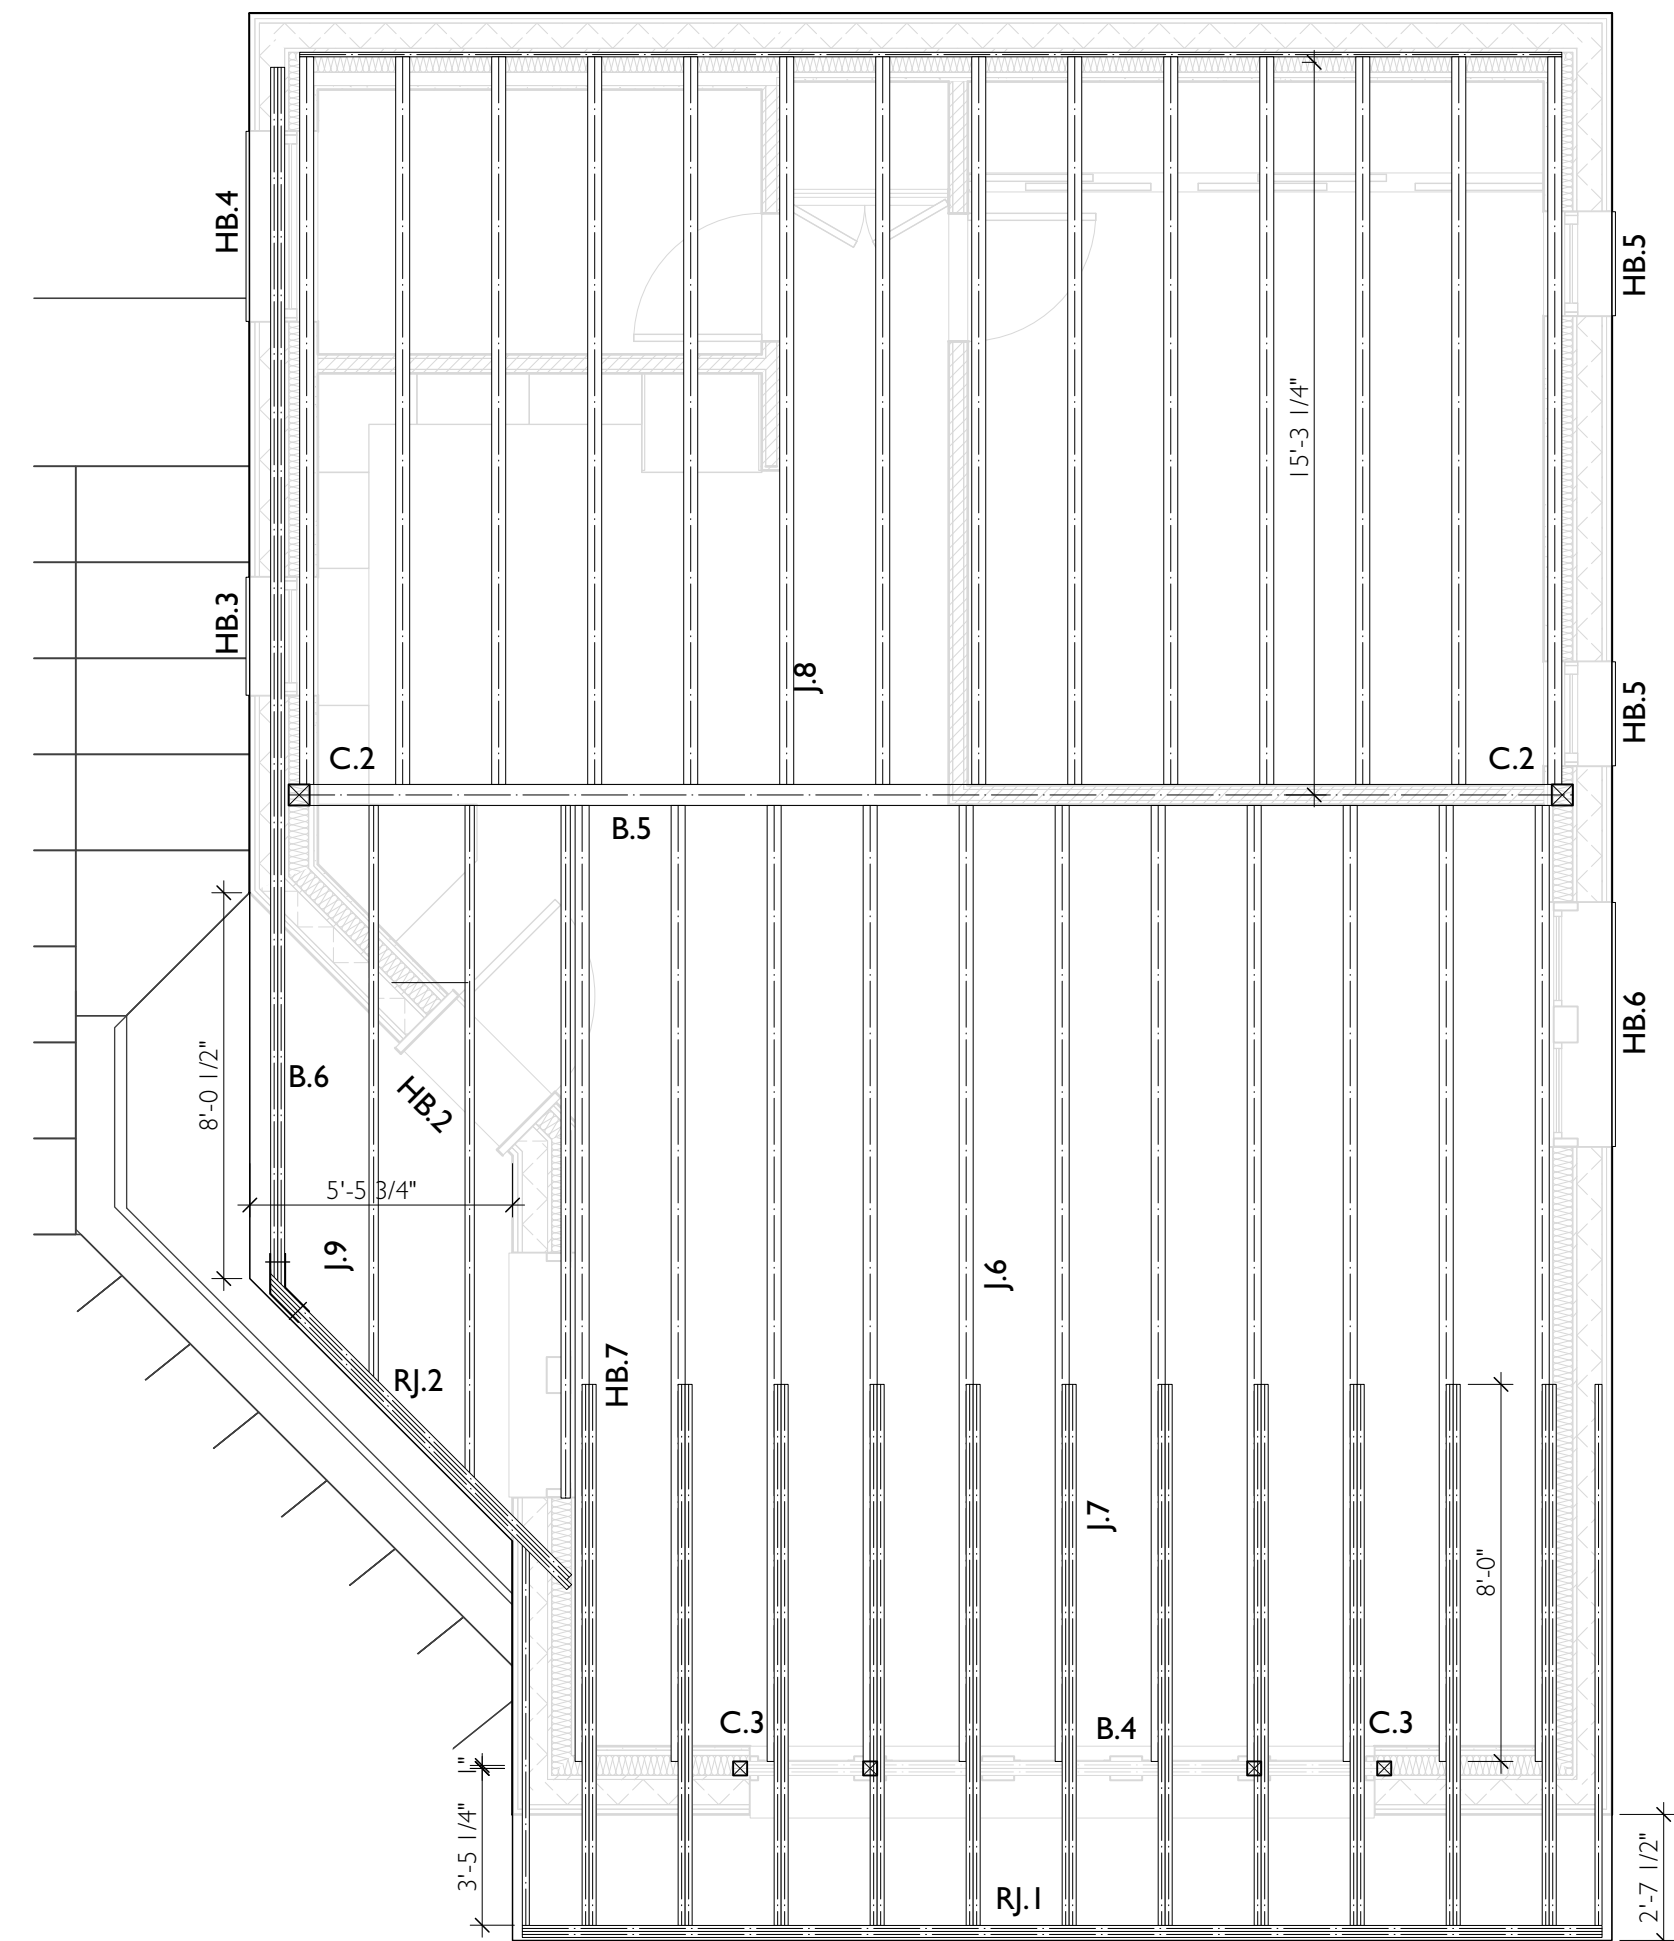 HB.4
HB.5
15'-3 1/4"
HB.3
J.8
HB.5
C.2
C.2
B.5
HB.6
8'-0 1/2"
B.6
HB.2
5'-5 3/4"
J.9
J.6
RJ.2
HB.7
J.7
8'-0"
C.3
B.4
C.3
1"
3'-5 1/4"
RJ.1
2'-7 1/2"